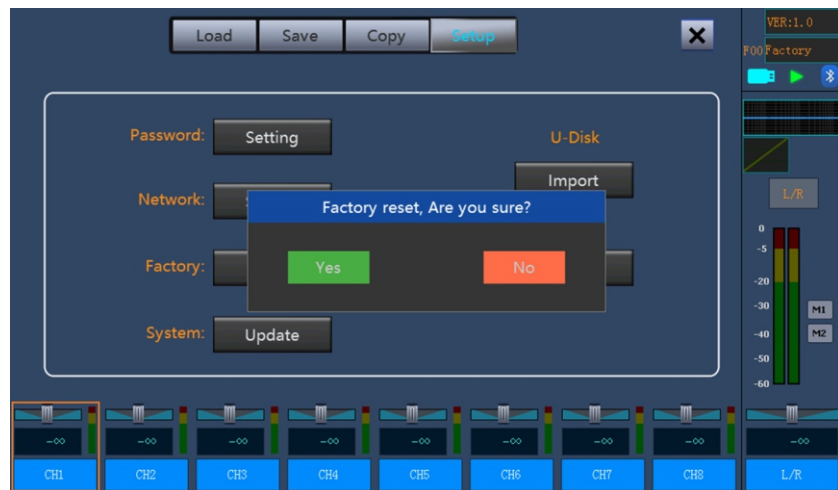 Load Save Copy Setup
VER:1.0
F00 Factory
Password: Setting
U-Disk
Import
Network:
Factory reset, Are you sure?
Yes No
Factory:
System: Update
L/R
0
-5
-20
-30
-40
-50
-60
M1
M2
-∞ -∞ -∞ -∞ -∞ -∞ -∞ -∞ -∞
CH1 CH2 CH3 CH4 CH5 CH6 CH7 CH8 L/R